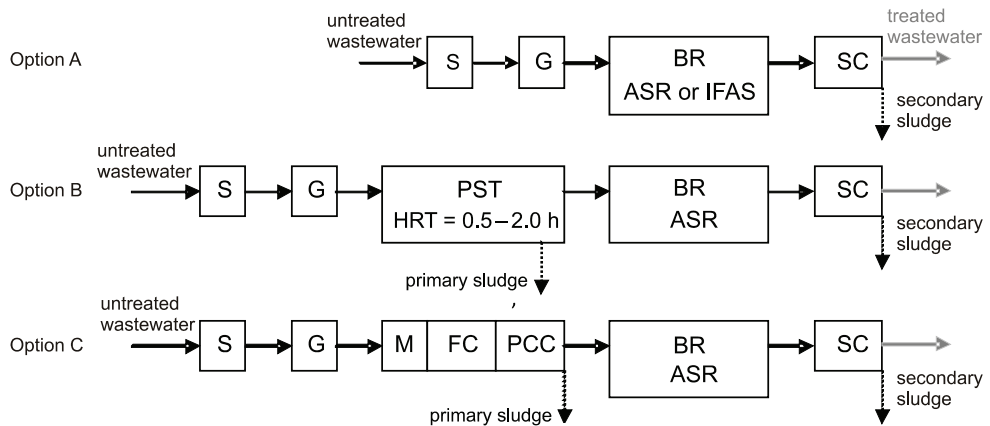 untreated
wastewater
treated
wastewater
Option A
S
G
BR
ASR or IFAS
SC
secondary
sludge
untreated
wastewater
Option B
S
G
PST
HRT = 0.5–2.0 h
BR
ASR
SC
secondary
sludge
primary sludge
,
untreated
wastewater
Option C
S
G
M
FC
PCC
BR
ASR
SC
secondary
sludge
primary sludge